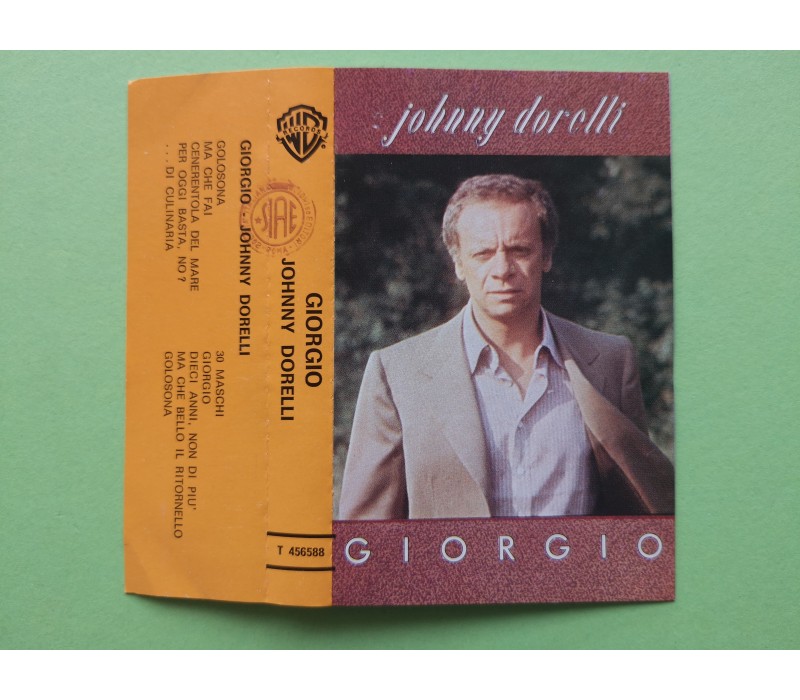 johnny dorelli
GIORGIO
WB
RECORDS
GIORGIO
JOHNNY DORELLI
T 456588
SIAE
GIORGIO - JOHNNY DORELLI
GOLOSONA
MA CHE FAI
CENERENTOLA DEL MARE
PER OGGI BASTA, NO?
. . . DI CULINARIA
30 MASCHI
GIORGIO
DIECI ANNI, NON DI PIU'
MA CHE BELLO IL RITORNELLO
GOLOSONA